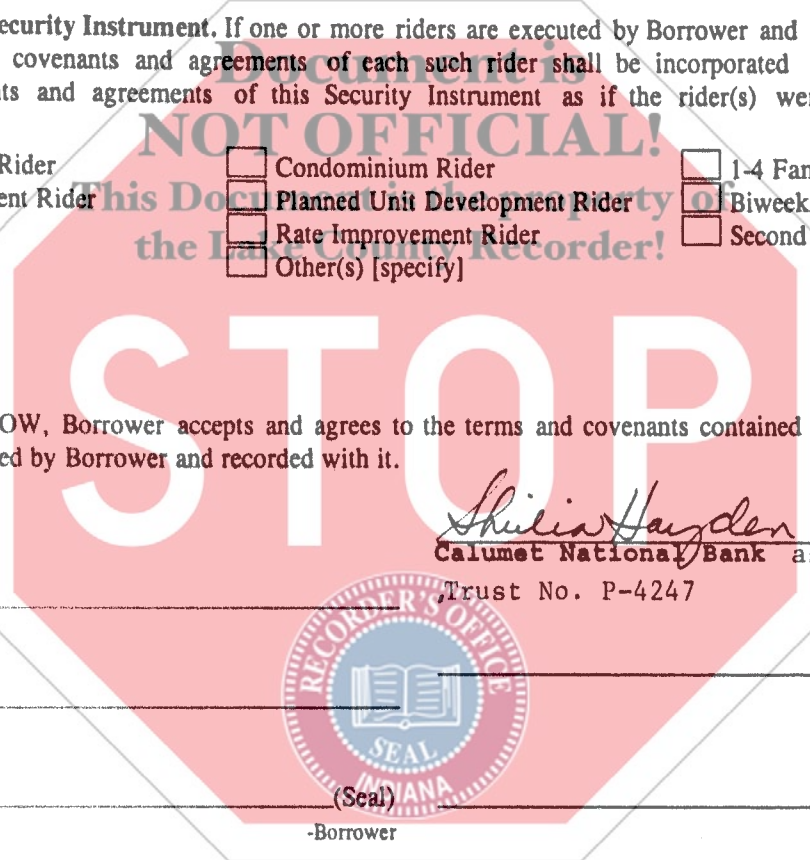 ecurity Instrument. If one or more riders are executed by Borrower and
covenants and agreements of each such rider shall be incorporated
ts and agreements of this Security Instrument as if the rider(s) wer
Document is
NOT OFFICIAL!
This Document is the property of
the Lake County Recorder!
Rider
Condominium Rider
1-4 Fam
ent Rider
Planned Unit Development Rider
Biweek
Rate Improvement Rider
Second
Other(s) [specify]
STOP
OW, Borrower accepts and agrees to the terms and covenants contained
ed by Borrower and recorded with it.
Shilia Hayden
Calumet National Bank as
,Trust No. P-4247
RECORDER'S OFFICE
SEAL
INDIANA
(Seal)
-Borrower